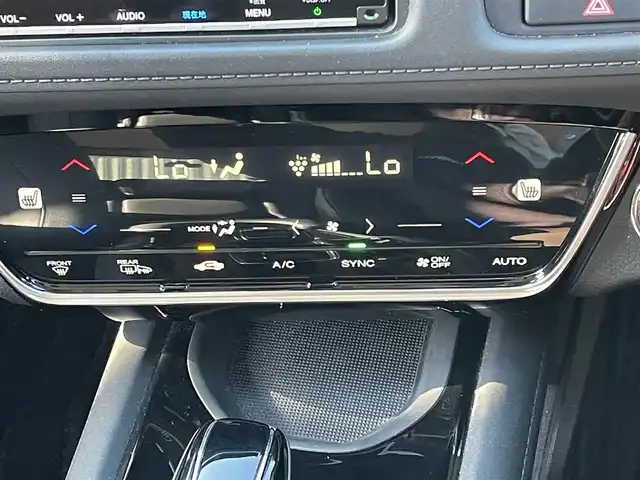 VOL− VOL + AUDIO 現在地 MENU
Lo Lo
MODE
FRONT REAR A/C SYNC ON/OFF AUTO